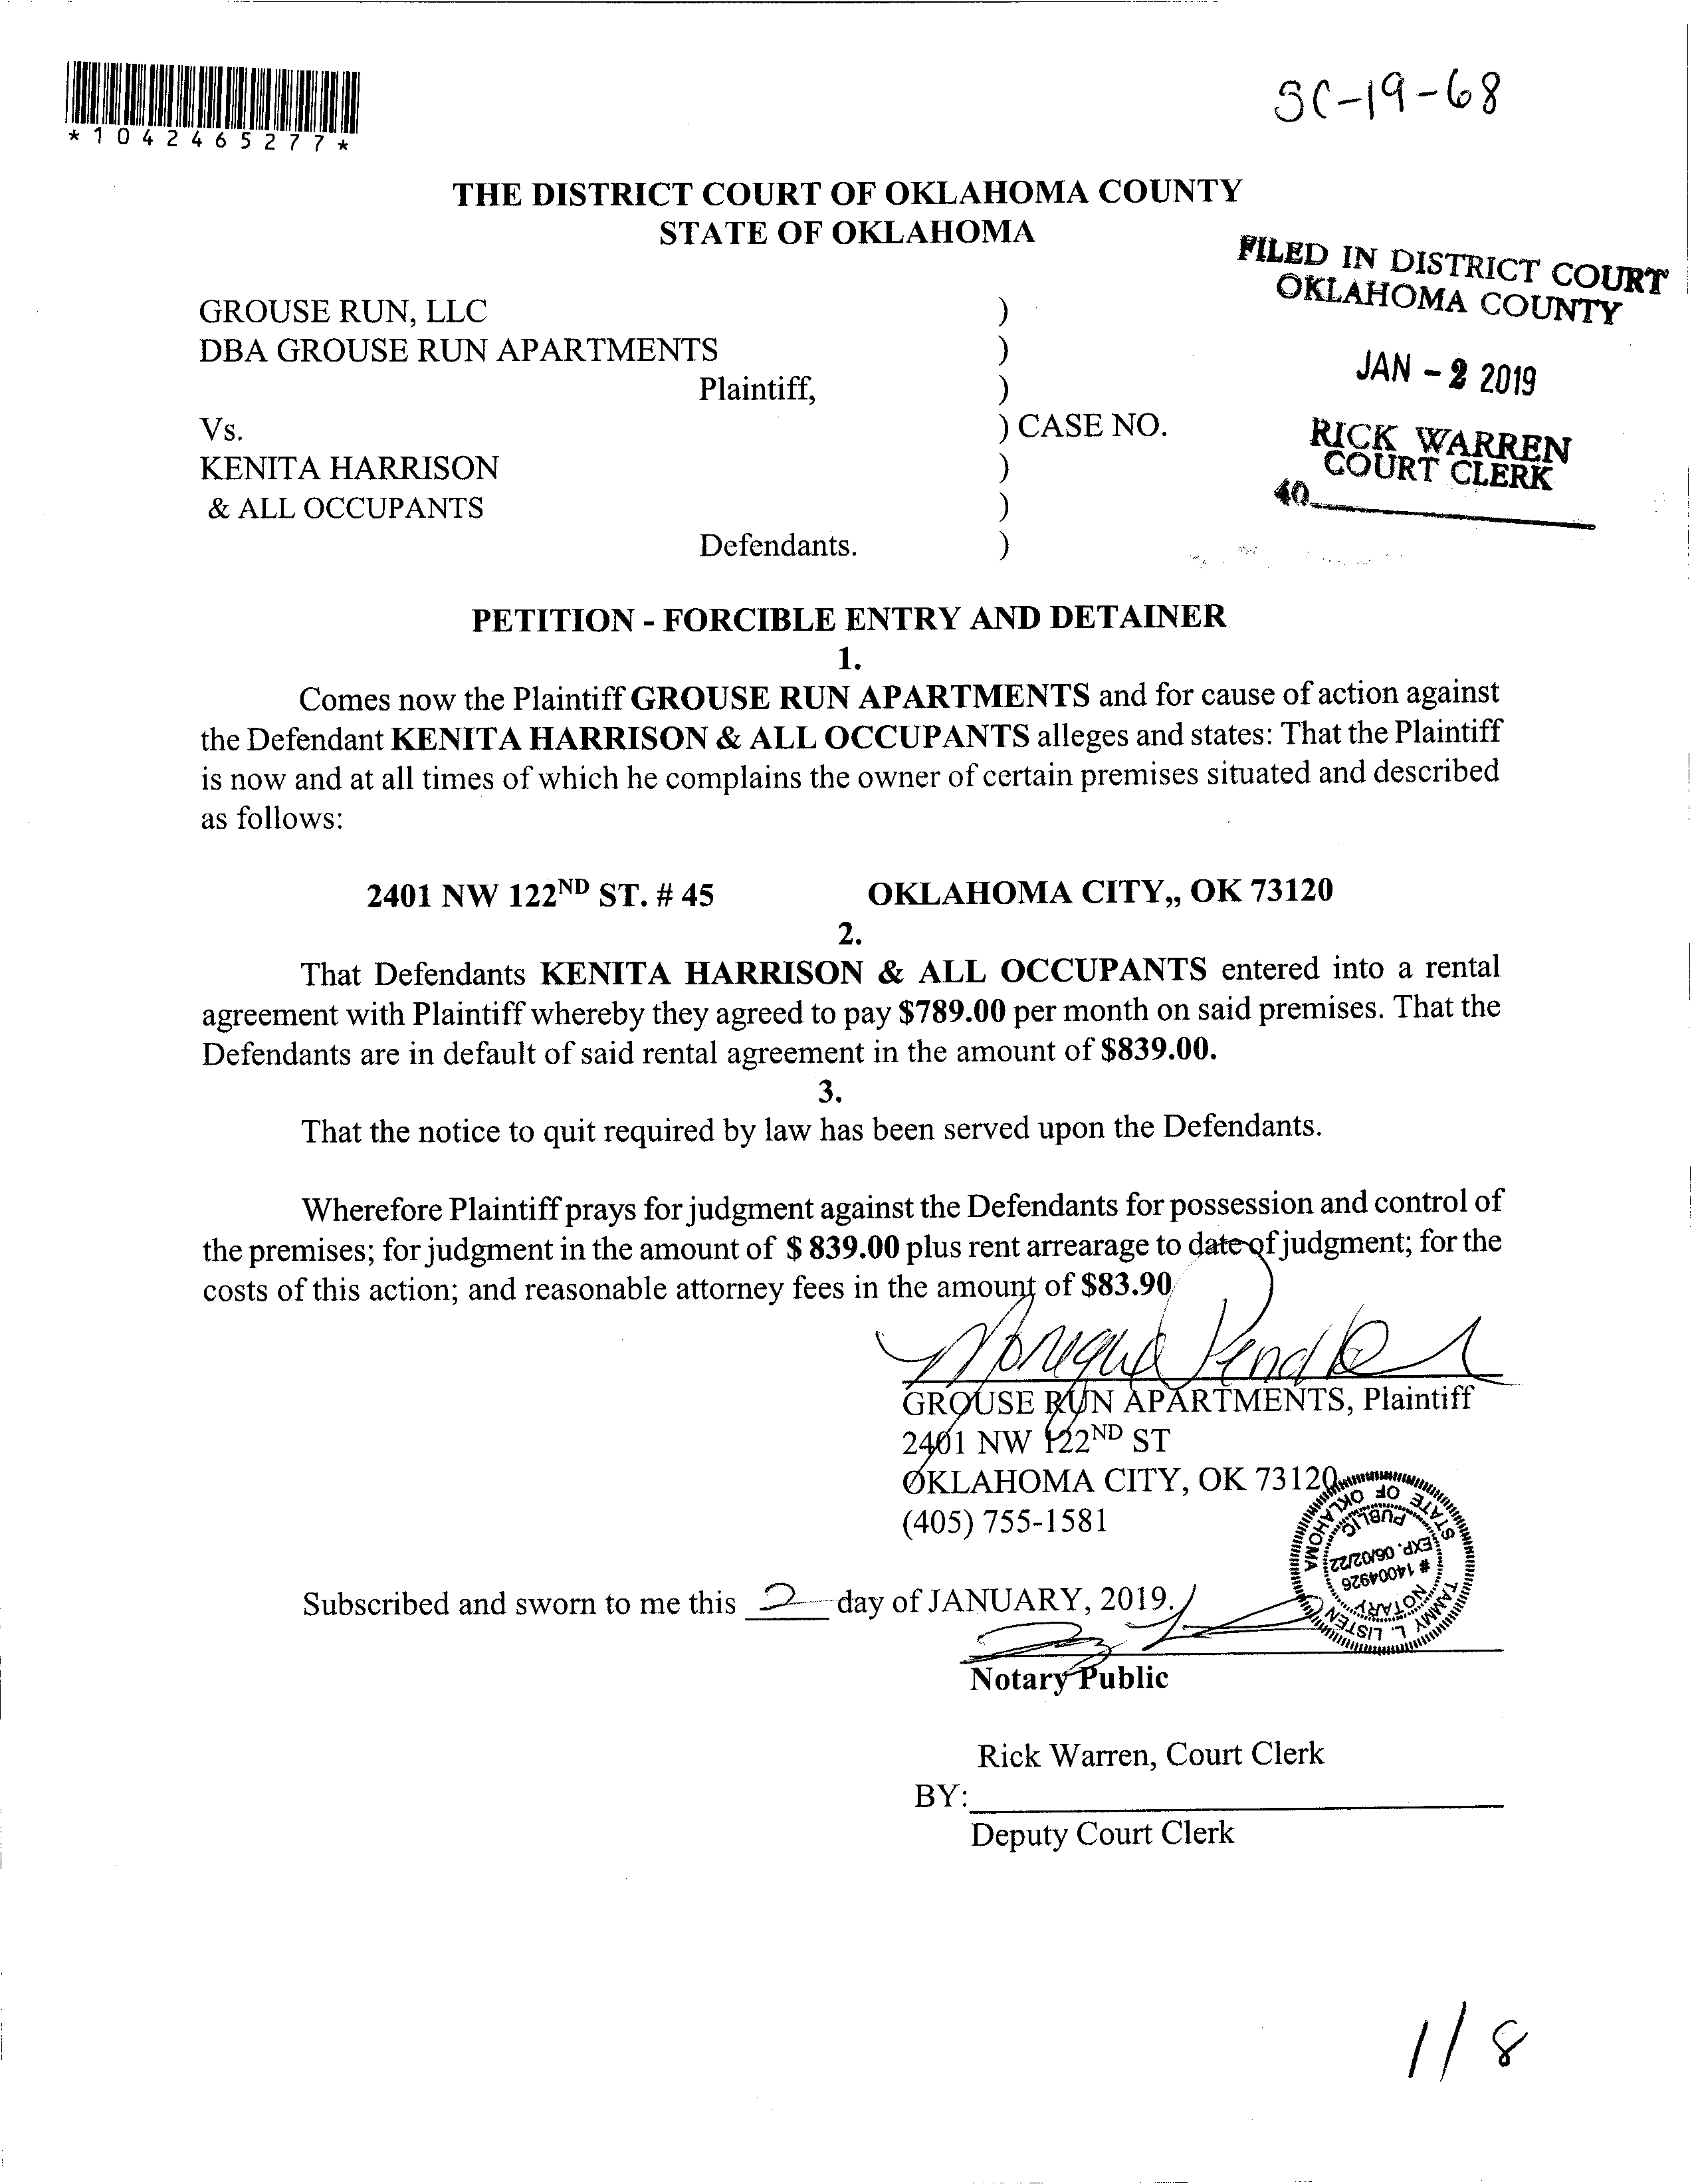 *1042465277*
SC-19-68
THE DISTRICT COURT OF OKLAHOMA COUNTY
STATE OF OKLAHOMA
FILED IN DISTRICT COURT
OKLAHOMA COUNTY
JAN - 2 2019
RICK WARREN
COURT CLERK
40
GROUSE RUN, LLC )
DBA GROUSE RUN APARTMENTS )
Plaintiff, )
Vs. ) CASE NO.
KENITA HARRISON )
& ALL OCCUPANTS )
Defendants. )
PETITION - FORCIBLE ENTRY AND DETAINER
1.
Comes now the Plaintiff GROUSE RUN APARTMENTS and for cause of action against
the Defendant KENITA HARRISON & ALL OCCUPANTS alleges and states: That the Plaintiff
is now and at all times of which he complains the owner of certain premises situated and described
as follows:
2401 NW 122ND ST. # 45 OKLAHOMA CITY,, OK 73120
2.
That Defendants KENITA HARRISON & ALL OCCUPANTS entered into a rental
agreement with Plaintiff whereby they agreed to pay $789.00 per month on said premises. That the
Defendants are in default of said rental agreement in the amount of $839.00.
3.
That the notice to quit required by law has been served upon the Defendants.
Wherefore Plaintiff prays for judgment against the Defendants for possession and control of
the premises; for judgment in the amount of $ 839.00 plus rent arrearage to date of judgment; for the
costs of this action; and reasonable attorney fees in the amount of $83.90
GROUSE RUN APARTMENTS, Plaintiff
2401 NW 122ND ST
OKLAHOMA CITY, OK 73120
(405) 755-1581
TAMMY L. LISTEN
NOTARY
# 14004926
EXP. 06/02/22
PUBLIC
STATE OF OKLAHOMA
Subscribed and sworn to me this 2 day of JANUARY, 2019.
Notary Public
Rick Warren, Court Clerk
BY:
Deputy Court Clerk
1/8